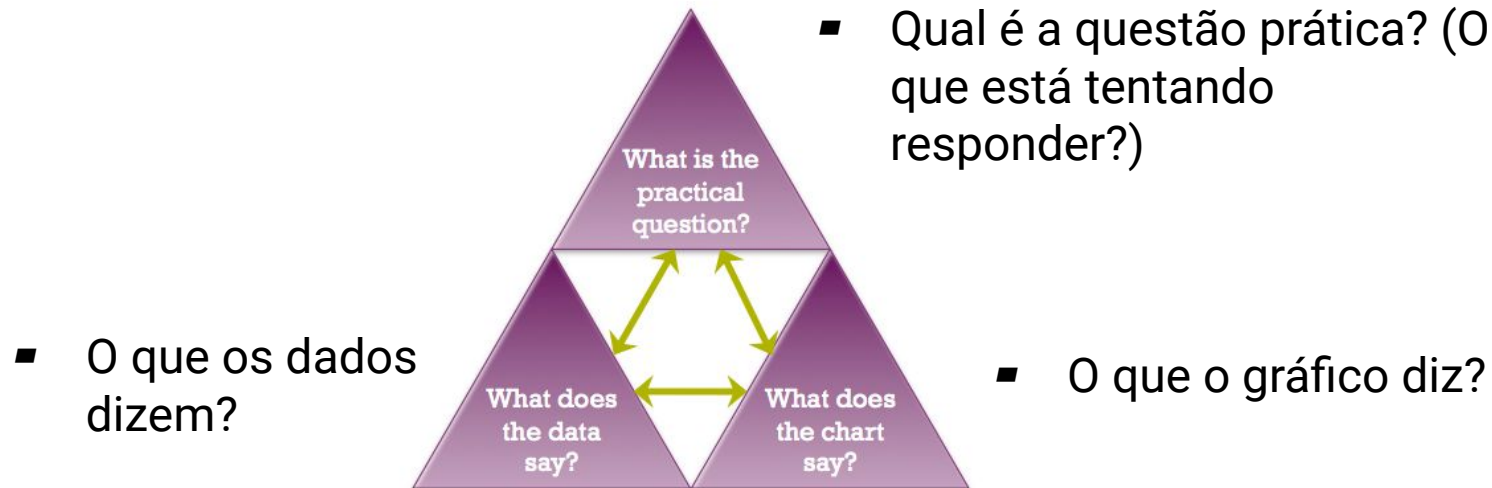 ▰ Qual é a questão prática? (O
que está tentando
responder?)
What is the
practical
question?
▰ O que os dados
dizem?
What does
the data
say?
What does
the chart
say?
▰ O que o gráfico diz?